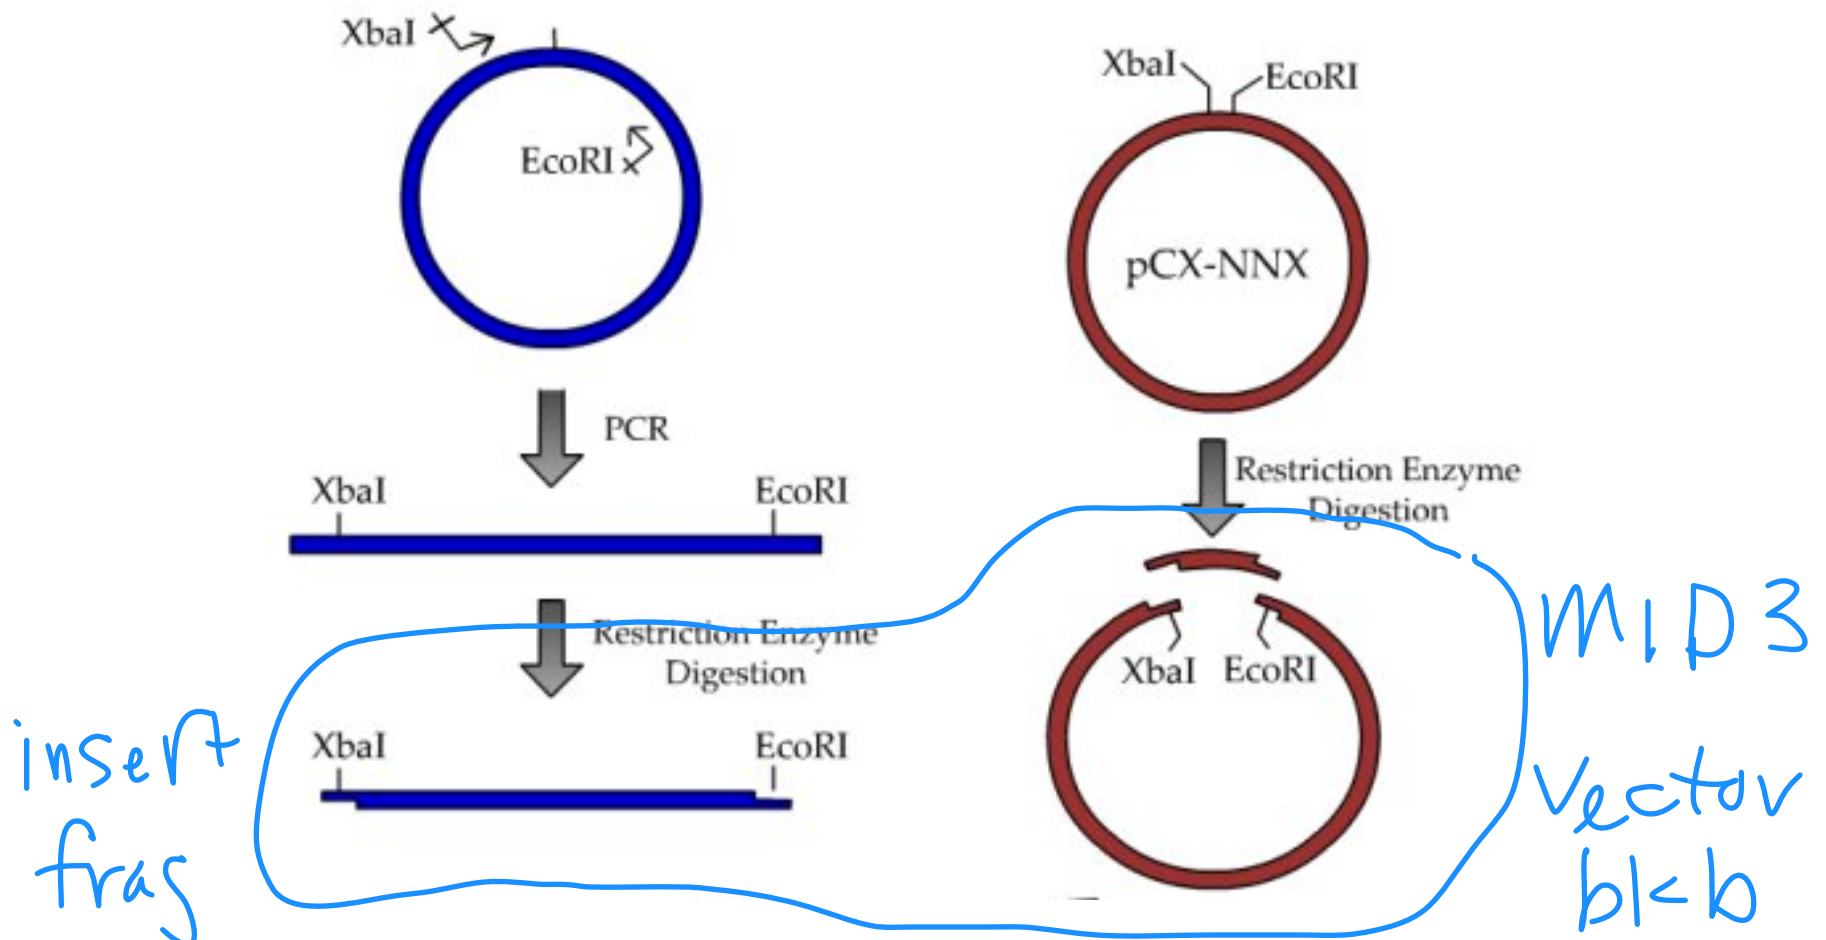 XbaI
EcoRI
XbaI
EcoRI
pCX-NNX
PCR
XbaI
EcoRI
Restriction Enzyme
Digestion
Restriction Enzyme
Digestion
XbaI
EcoRI
XbaI EcoRI
M1D3
insert
frag
vector
bkb